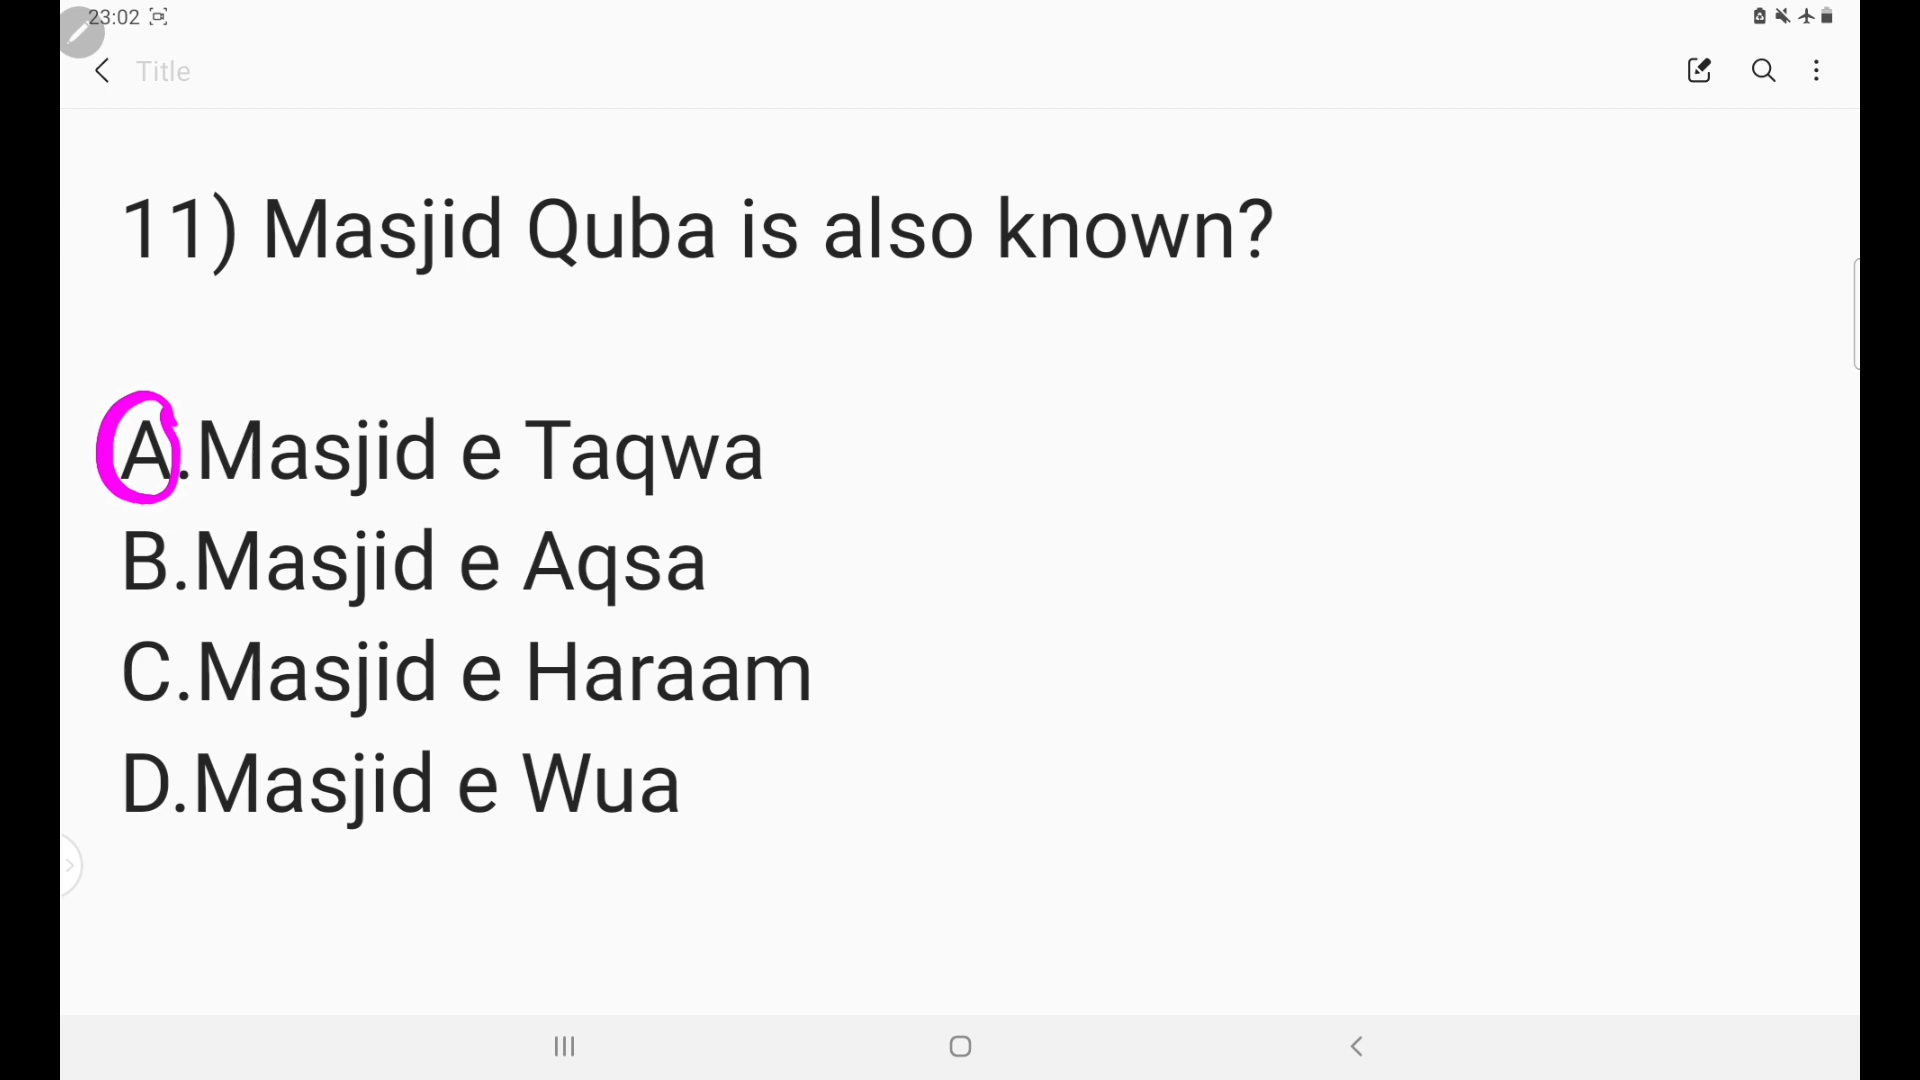 23:02
Title
11) Masjid Quba is also known?
A.Masjid e Taqwa
B.Masjid e Aqsa
C.Masjid e Haraam
D.Masjid e Wua